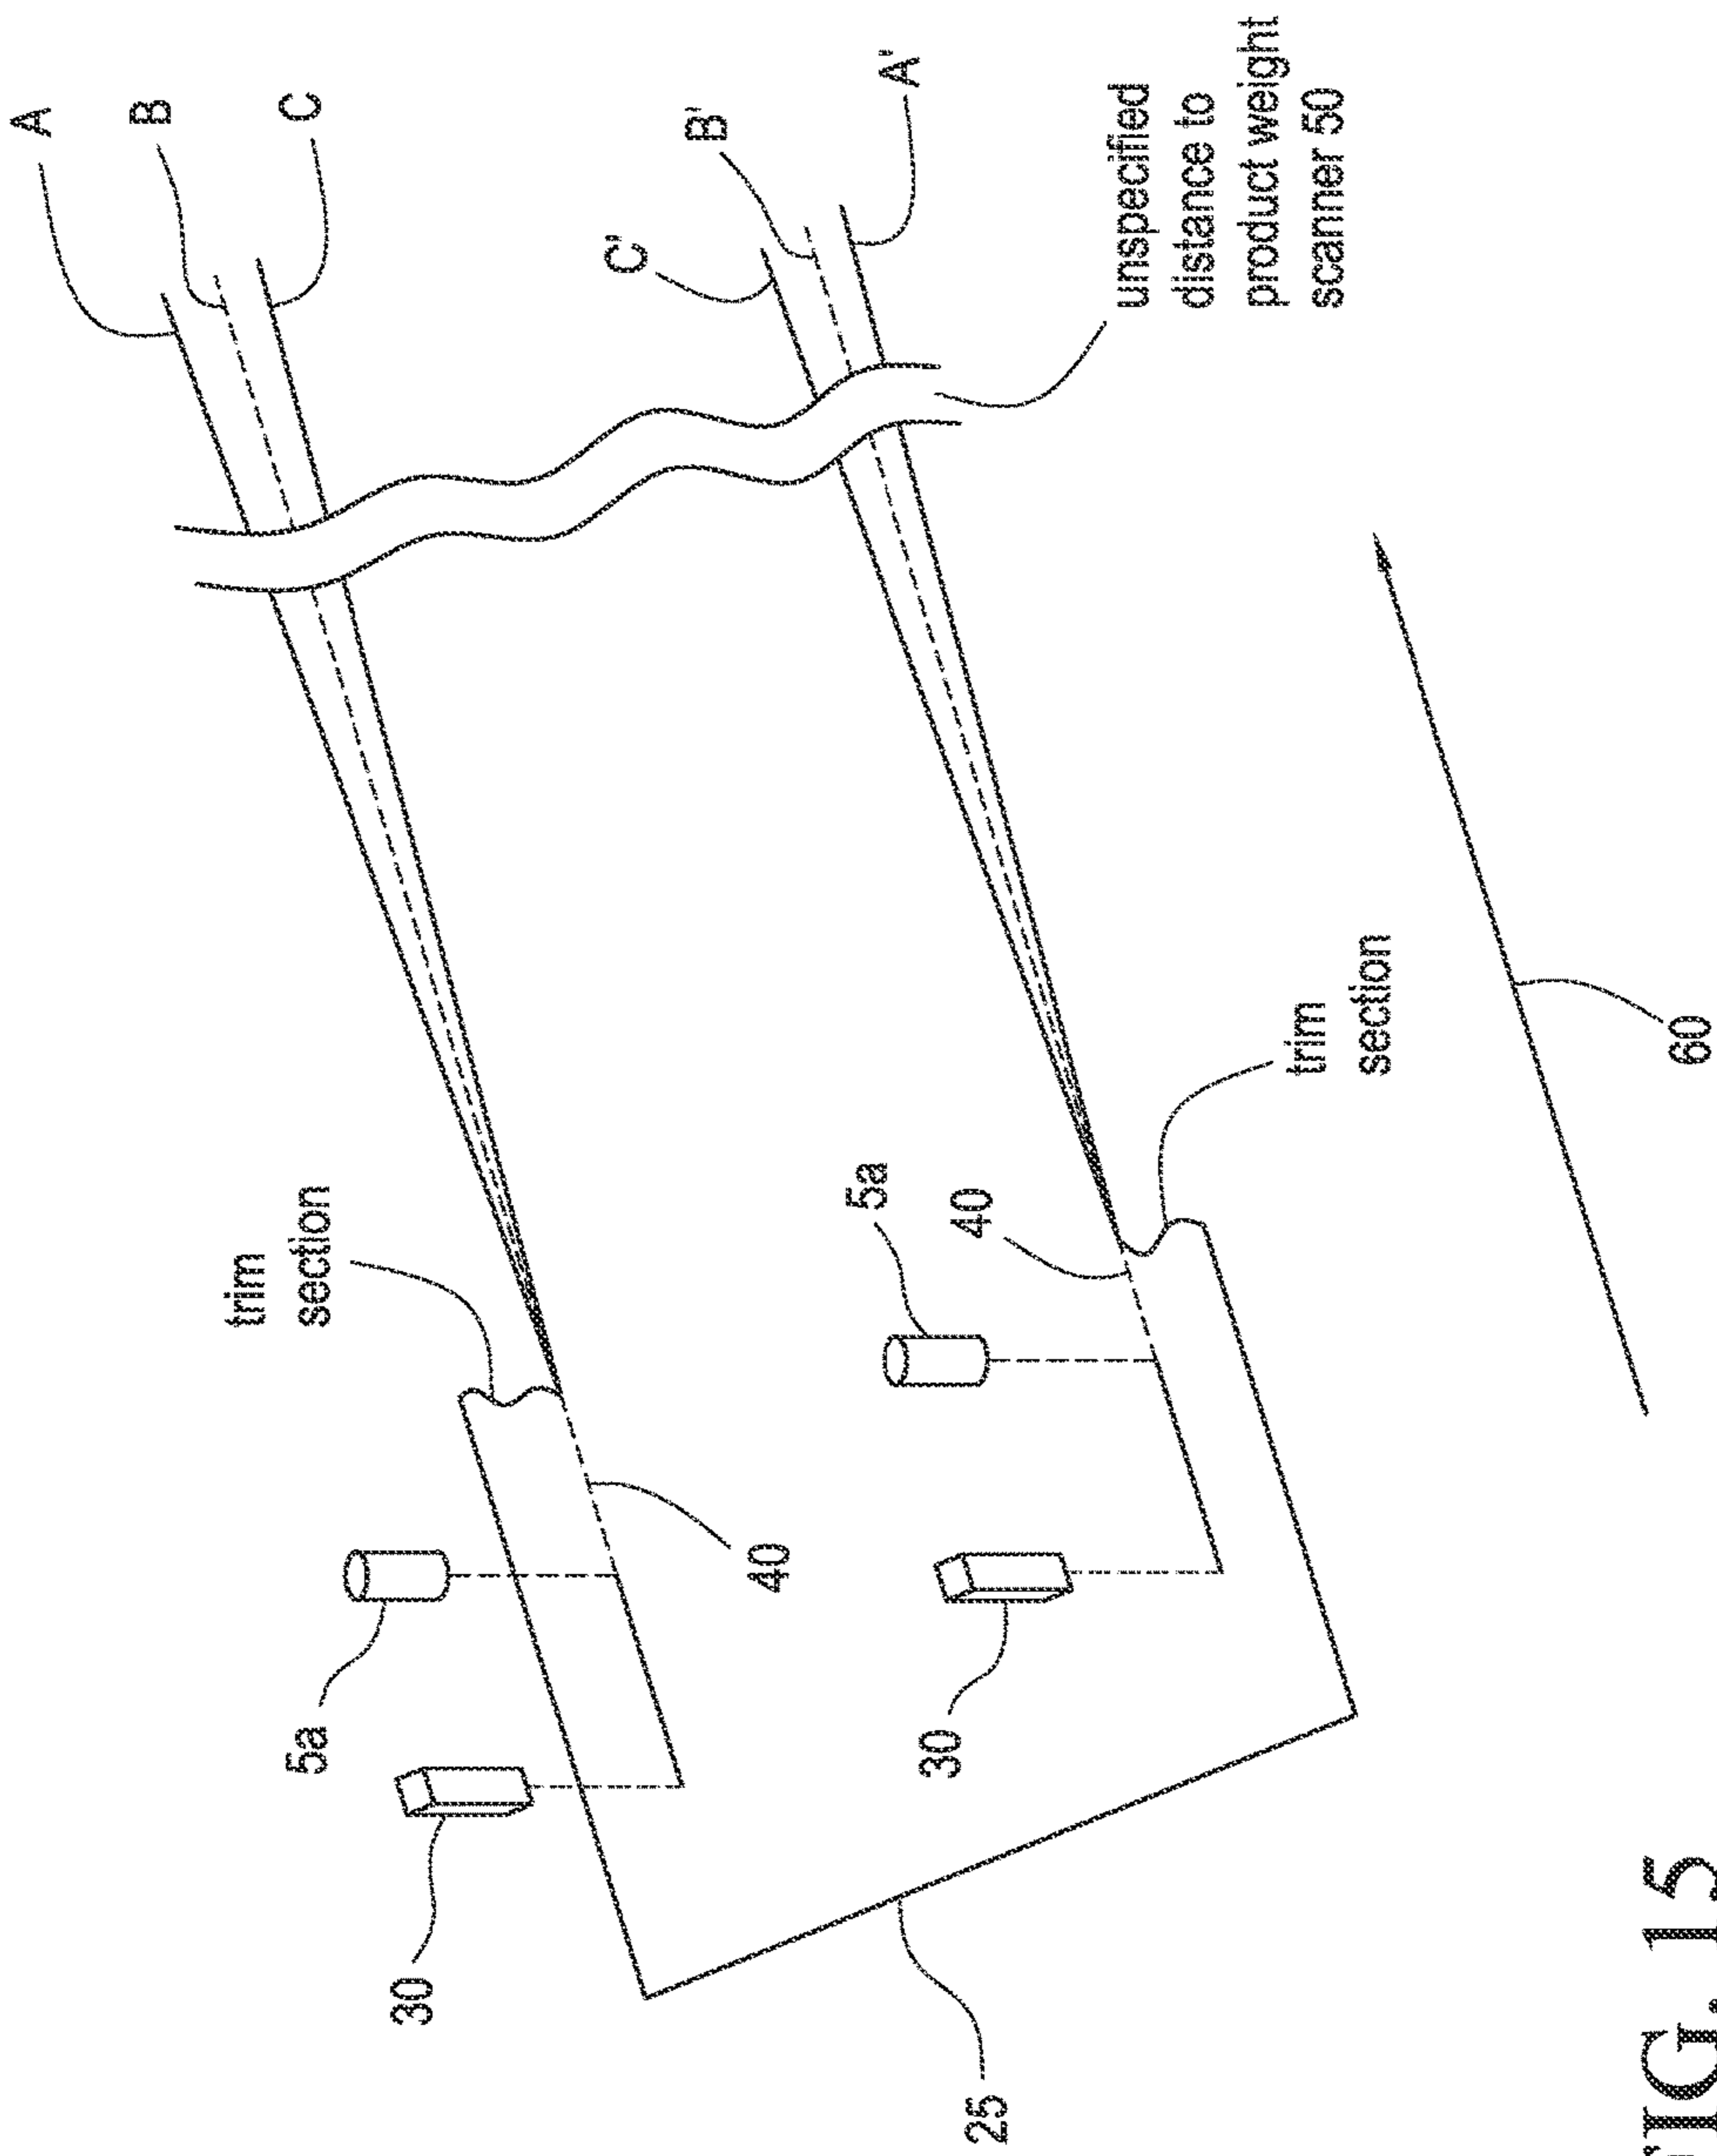 A
B
trim
section
C
5a
30
C'
B'
40
5a
A'
30
40
25
unspecified
distance to
product weight
scanner 50
trim
section
60
FIG. 15